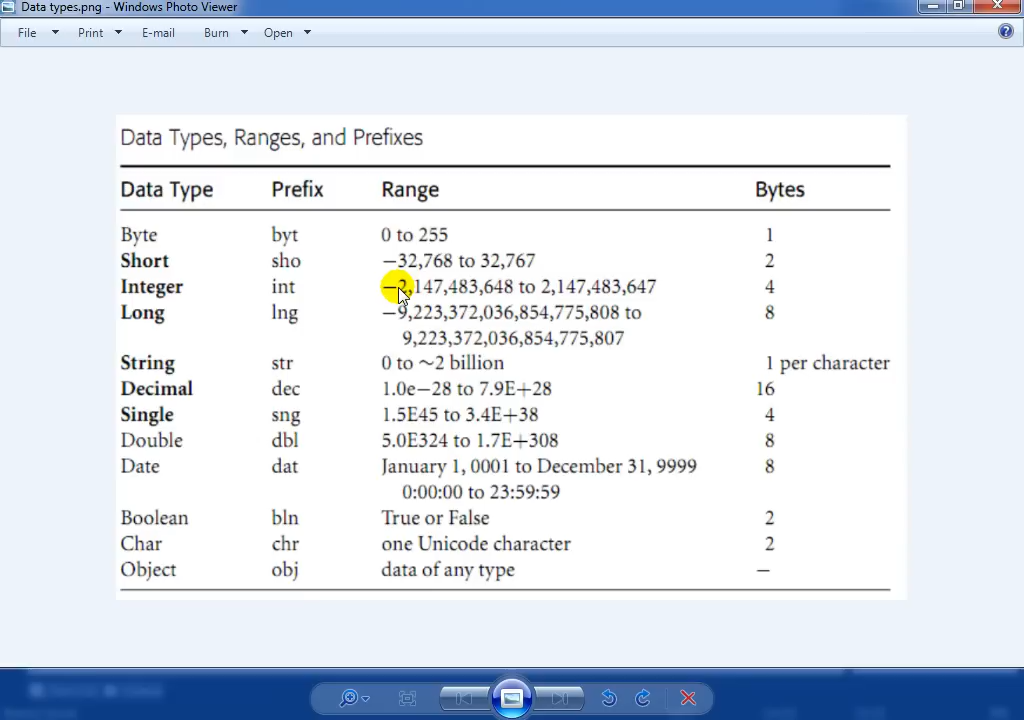 Data types.png - Windows Photo Viewer
File Print E-mail Burn Open
Data Types, Ranges, and Prefixes
Data Type Prefix Range Bytes
Byte byt 0 to 255 1
Short sho −32,768 to 32,767 2
Integer int −2,147,483,648 to 2,147,483,647 4
Long lng −9,223,372,036,854,775,808 to 8
9,223,372,036,854,775,807
String str 0 to ~2 billion 1 per character
Decimal dec 1.0e−28 to 7.9E+28 16
Single sng 1.5E45 to 3.4E+38 4
Double dbl 5.0E324 to 1.7E+308 8
Date dat January 1, 0001 to December 31, 9999 8
0:00:00 to 23:59:59
Boolean bln True or False 2
Char chr one Unicode character 2
Object obj data of any type −